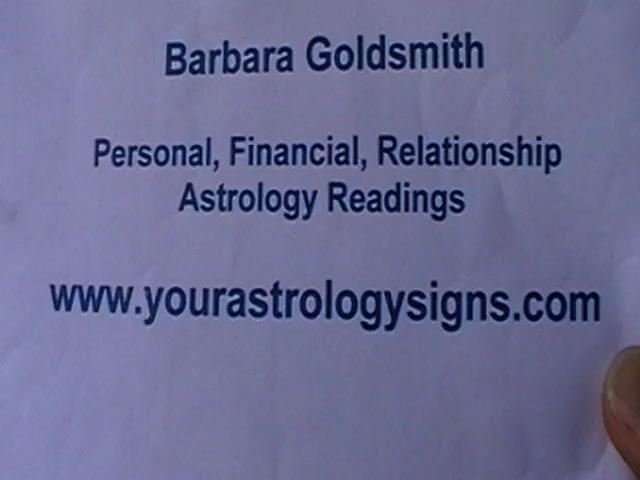 Barbara Goldsmith
Personal, Financial, Relationship
Astrology Readings
www.yourastrologysigns.com